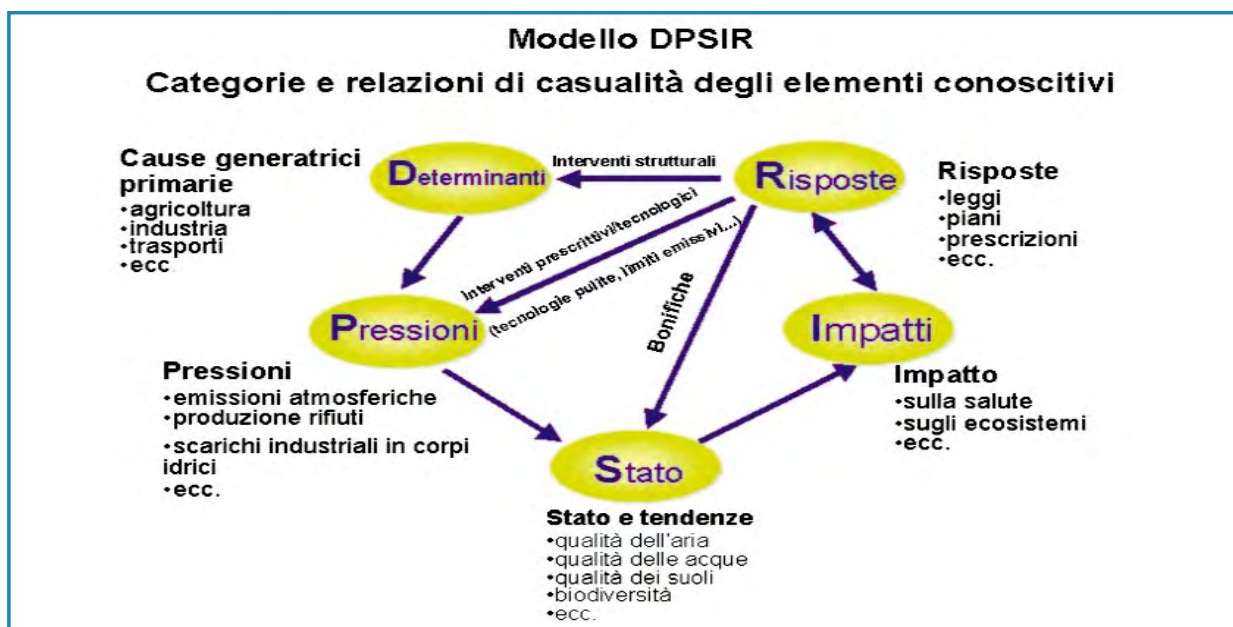 Modello DPSIR
Categorie e relazioni di casualità degli elementi conoscitivi
Cause generatrici
primarie
•agricoltura
•industria
•trasporti
•ecc
Determinanti
Interventi strutturali
Risposte
Risposte
•leggi
•piani
•prescrizioni
•ecc.
Interventi prescrittivi/tecnologici
(tecnologie pulite, limiti emissivi...)
Bonifiche
Pressioni
Impatti
Pressioni
•emissioni atmosferiche
•produzione rifiuti
•scarichi industriali in corpi
idrici
•ecc.
Impatto
•sulla salute
•sugli ecosistemi
•ecc.
Stato
Stato e tendenze
•qualità dell'aria
•qualità delle acque
•qualità dei suoli
•biodiversità
•ecc.